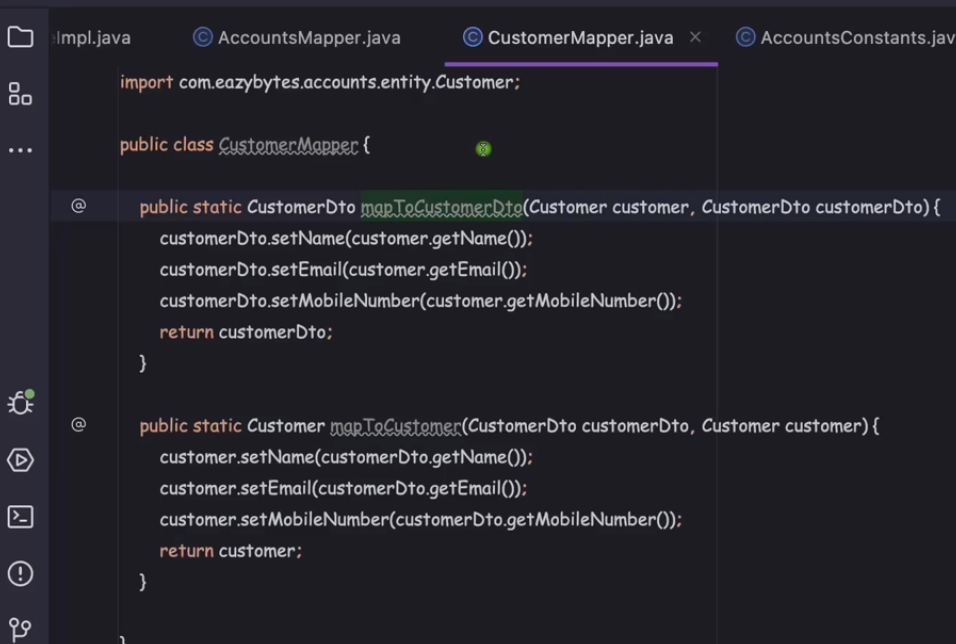 Impl.java
AccountsMapper.java
CustomerMapper.java
AccountsConstants.jav
import com.eazybytes.accounts.entity.Customer;
public class CustomerMapper {
@ public static CustomerDto mapToCustomerDto(Customer customer, CustomerDto customerDto) {
customerDto.setName(customer.getName());
customerDto.setEmail(customer.getEmail());
customerDto.setMobileNumber(customer.getMobileNumber());
return customerDto;
}
@ public static Customer mapToCustomer(CustomerDto customerDto, Customer customer) {
customer.setName(customerDto.getName());
customer.setEmail(customerDto.getEmail());
customer.setMobileNumber(customerDto.getMobileNumber());
return customer;
}
}